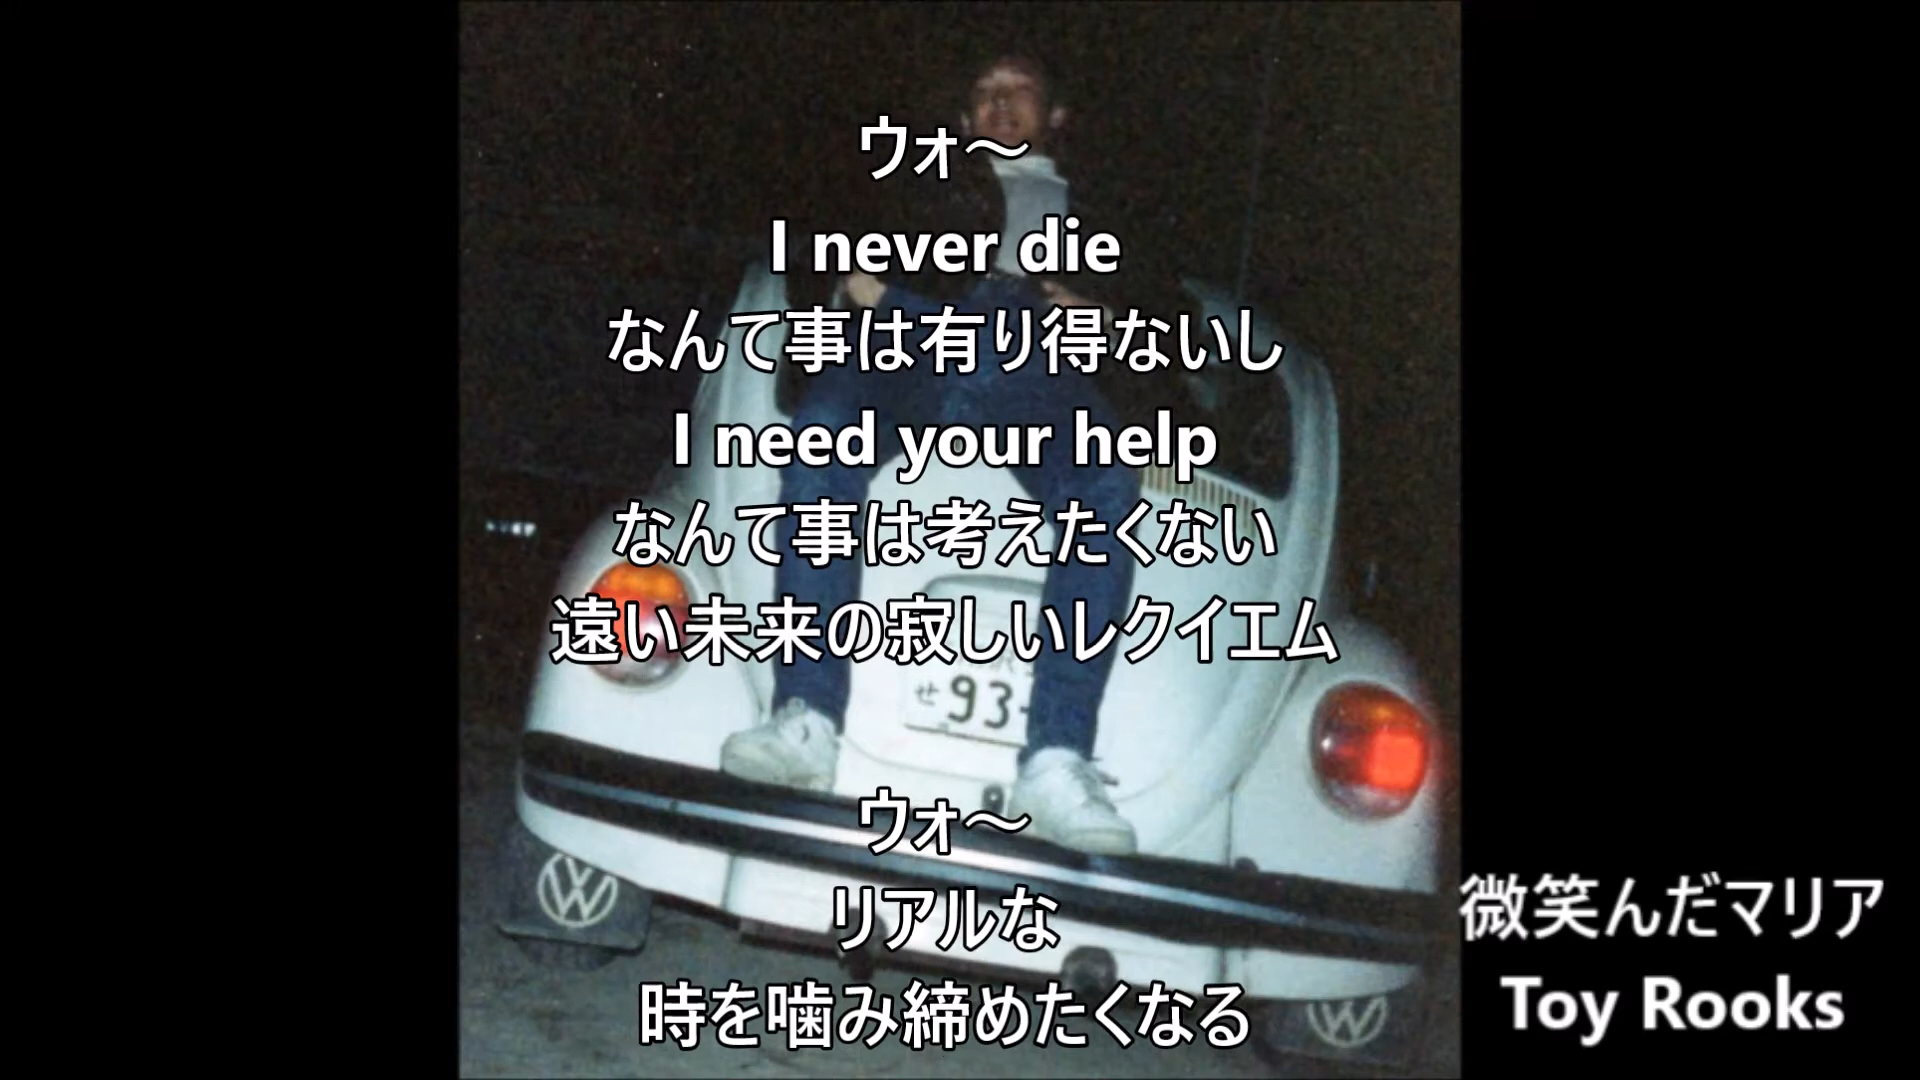 ウォ～
I never die
なんて事は有り得ないし
I need your help
なんて事は考えたくない
遠い未来の寂しいレクイエム
せ 93-
ウォ～
リアルな
時を噛み締めたくなる
VW
VW
微笑んだマリア
Toy Rooks